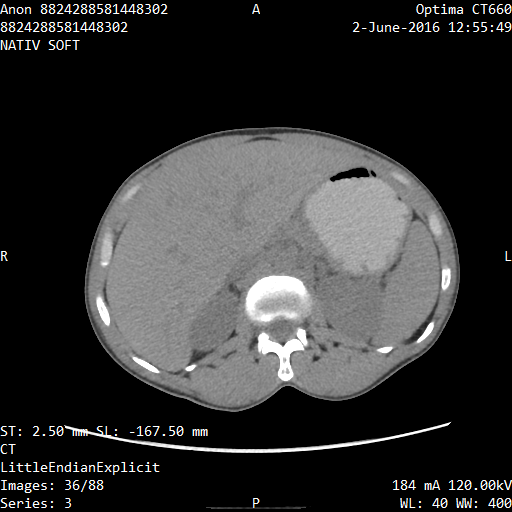 Anon 8824288581448302 A Optima CT660
8824288581448302 2-June-2016 12:55:49
NATIV SOFT
R L
ST: 2.50 mm SL: -167.50 mm
CT
LittleEndianExplicit
Images: 36/88 184 mA 120.00kV
Series: 3 P WL: 40 WW: 400